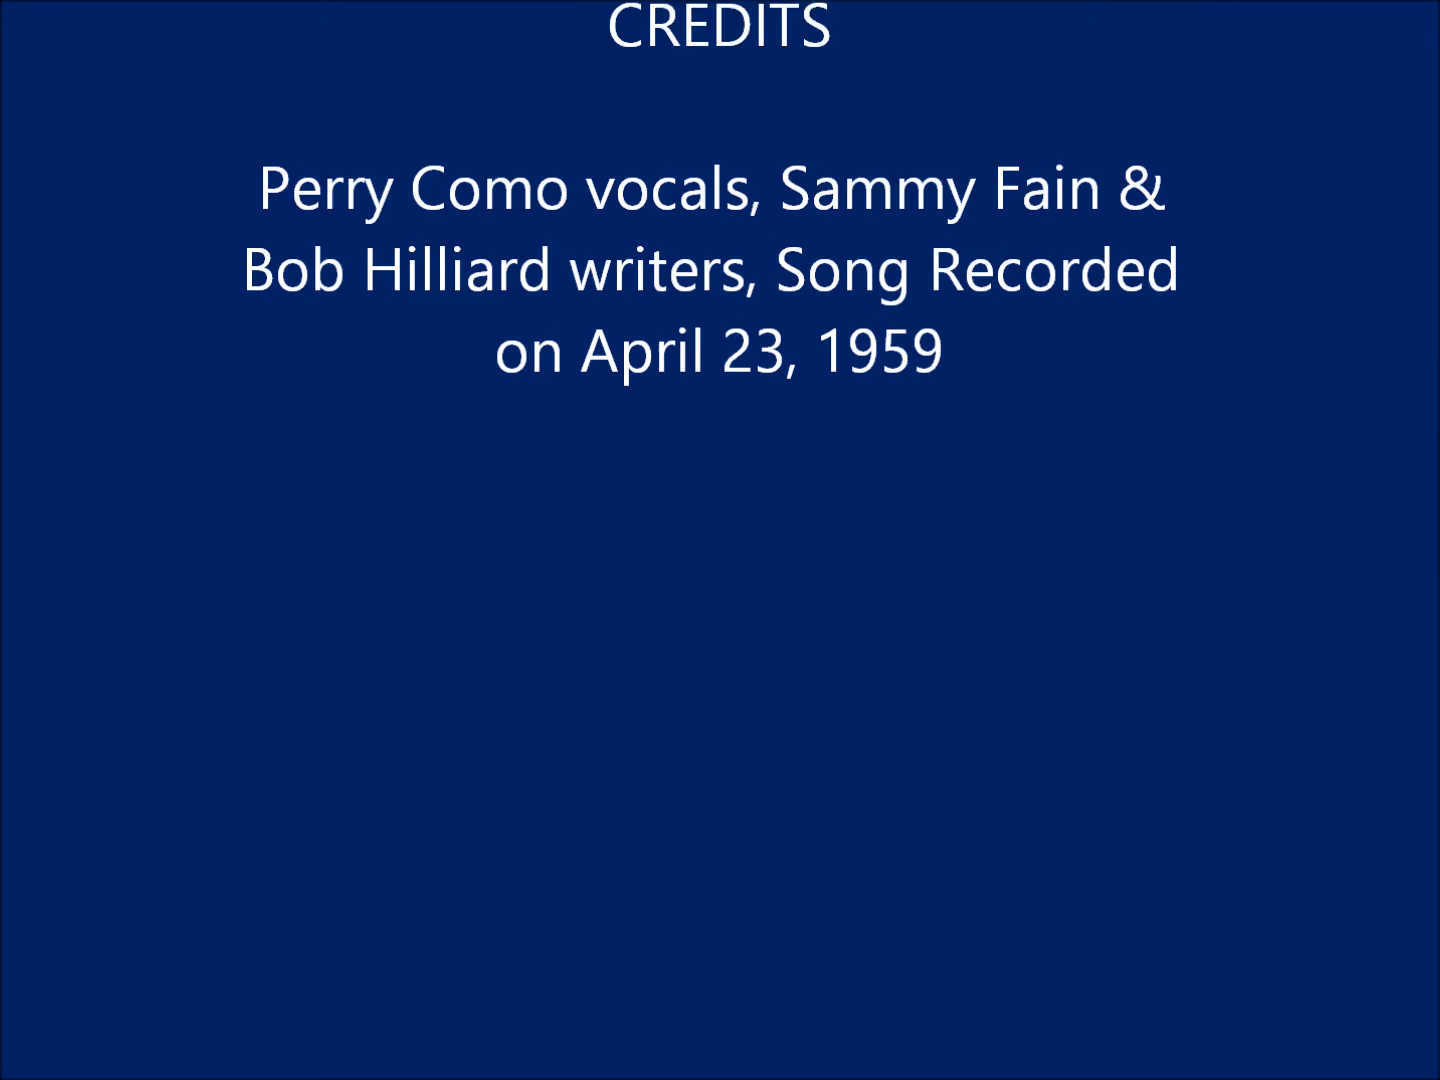 CREDITS
Perry Como vocals, Sammy Fain &
Bob Hilliard writers, Song Recorded
on April 23, 1959